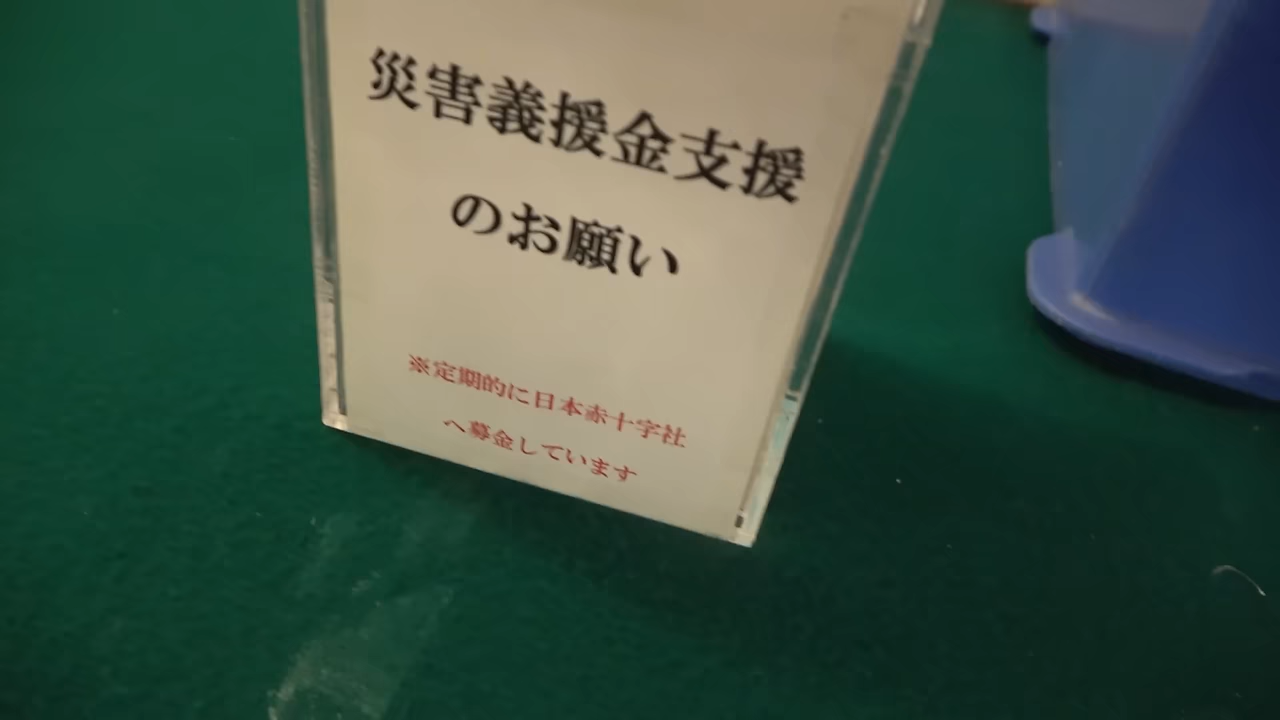 災害義援金支援
のお願い
※定期的に日本赤十字社
へ募金しています